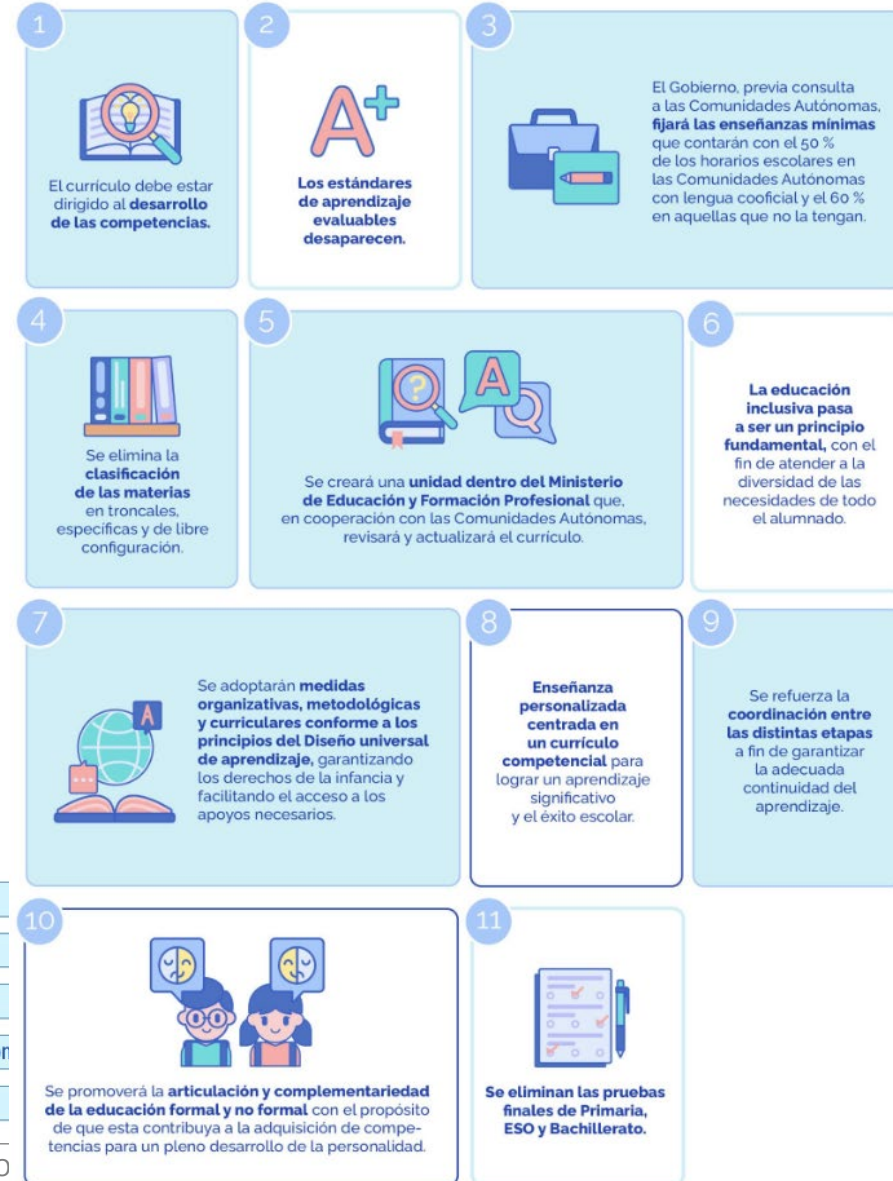 1
El currículo debe estar
dirigido al desarrollo
de las competencias.
2
A+
Los estándares
de aprendizaje
evaluables
desaparecen.
3
El Gobierno, previa consulta
a las Comunidades Autónomas,
fijará las enseñanzas mínimas
que contarán con el 50 %
de los horarios escolares en
las Comunidades Autónomas
con lengua cooficial y el 60 %
en aquellas que no la tengan.
4
Se elimina la
clasificación
de las materias
en troncales,
específicas y de libre
configuración.
5
?
A
Q
Se creará una unidad dentro del Ministerio
de Educación y Formación Profesional que,
en cooperación con las Comunidades Autónomas,
revisará y actualizará el currículo.
6
La educación
inclusiva pasa
a ser un principio
fundamental, con el
fin de atender a la
diversidad de las
necesidades de todo
el alumnado.
7
A
Se adoptarán medidas
organizativas, metodológicas
y curriculares conforme a los
principios del Diseño universal
de aprendizaje, garantizando
los derechos de la infancia y
facilitando el acceso a los
apoyos necesarios.
8
Enseñanza
personalizada
centrada en
un currículo
competencial para
lograr un aprendizaje
significativo
y el éxito escolar.
9
Se refuerza la
coordinación entre
las distintas etapas
a fin de garantizar
la adecuada
continuidad del
aprendizaje.
10
Se promoverá la articulación y complementariedad
de la educación formal y no formal con el propósito
de que esta contribuya a la adquisición de compe-
tencias para un pleno desarrollo de la personalidad.
11
Se eliminan las pruebas
finales de Primaria,
ESO y Bachillerato.